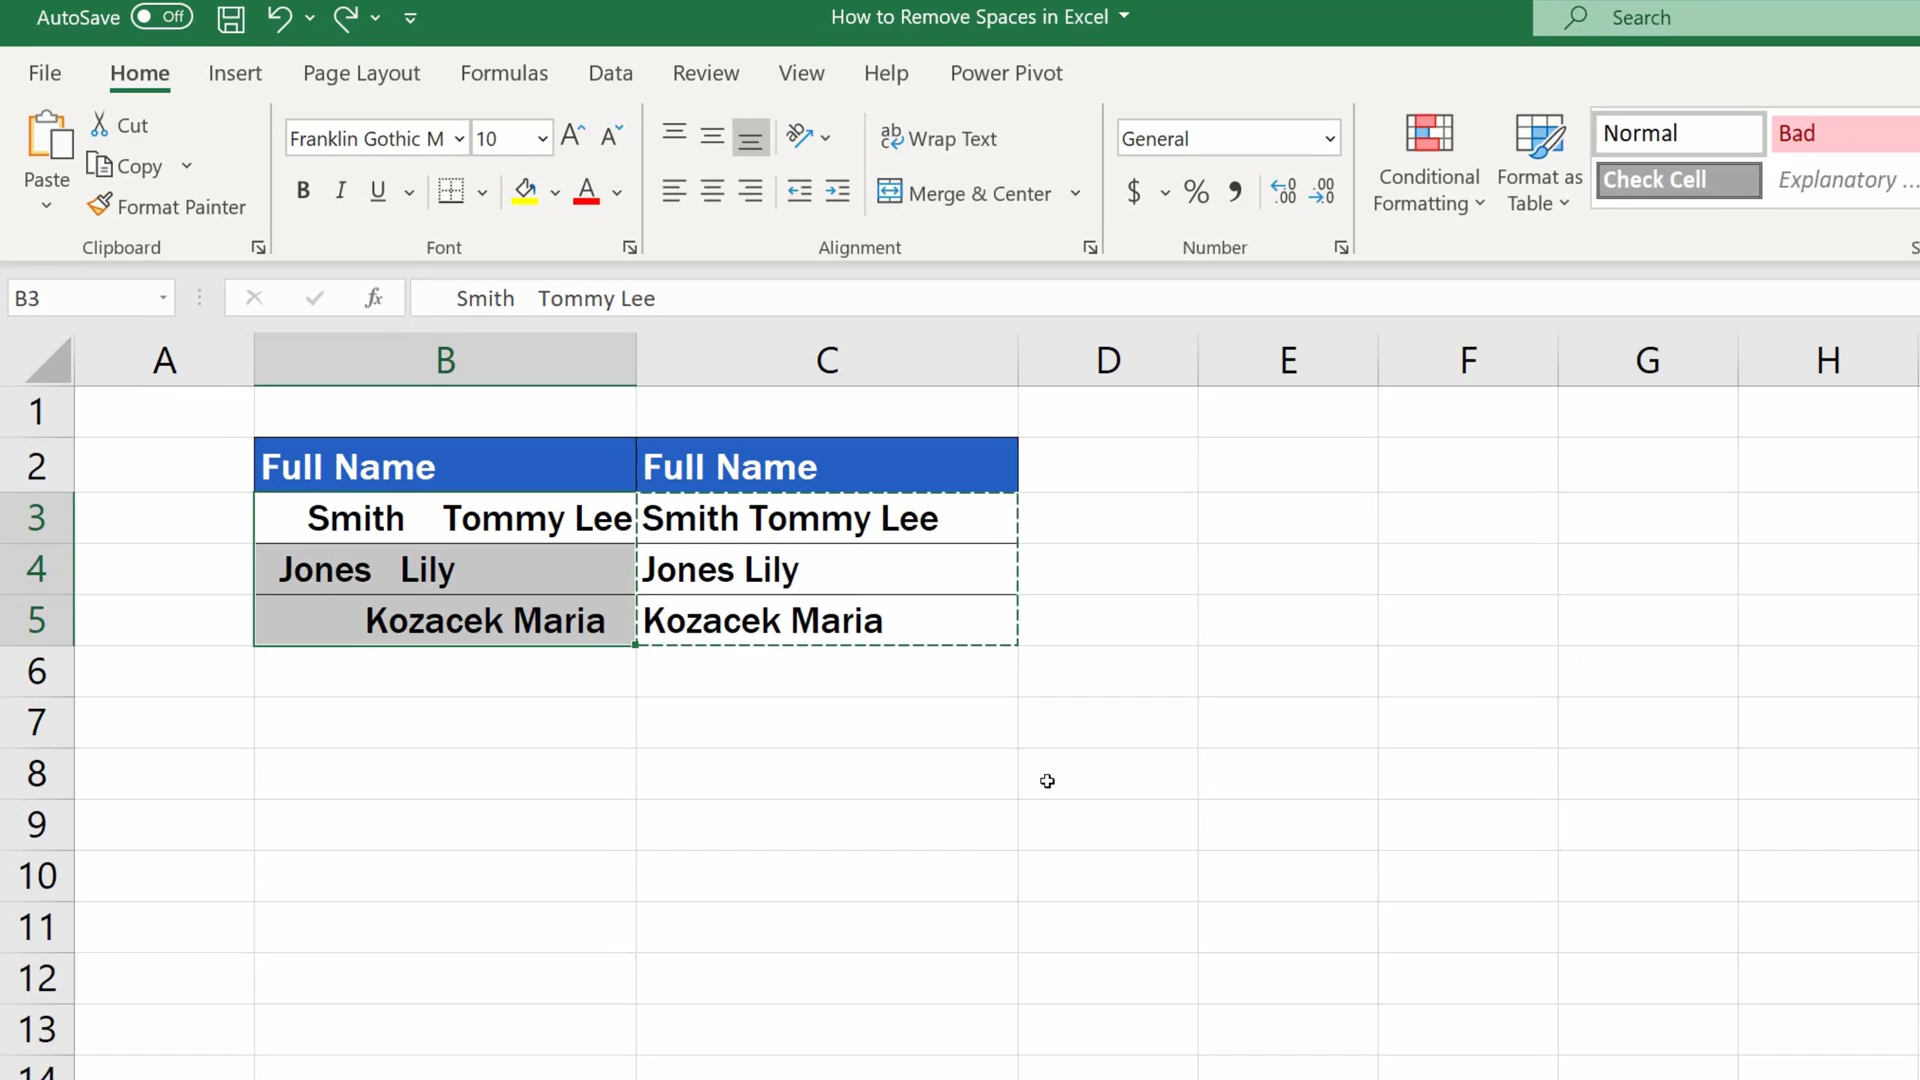 AutoSave Off How to Remove Spaces in Excel Search
File Home Insert Page Layout Formulas Data Review View Help Power Pivot
Paste Cut Copy Format Painter
Clipboard
Franklin Gothic M 10
B I U A
Font
ab Wrap Text
Merge & Center
Alignment
General
$ % 9 .00
Number
Conditional Formatting
Format as Table
Normal Bad
Check Cell Explanatory ...
B3 fx Smith    Tommy Lee
A B C D E F G H
1
2 Full Name Full Name
3 Smith    Tommy Lee Smith Tommy Lee
4 Jones   Lily Jones Lily
5 Kozacek Maria Kozacek Maria
6
7
8
9
10
11
12
13
14